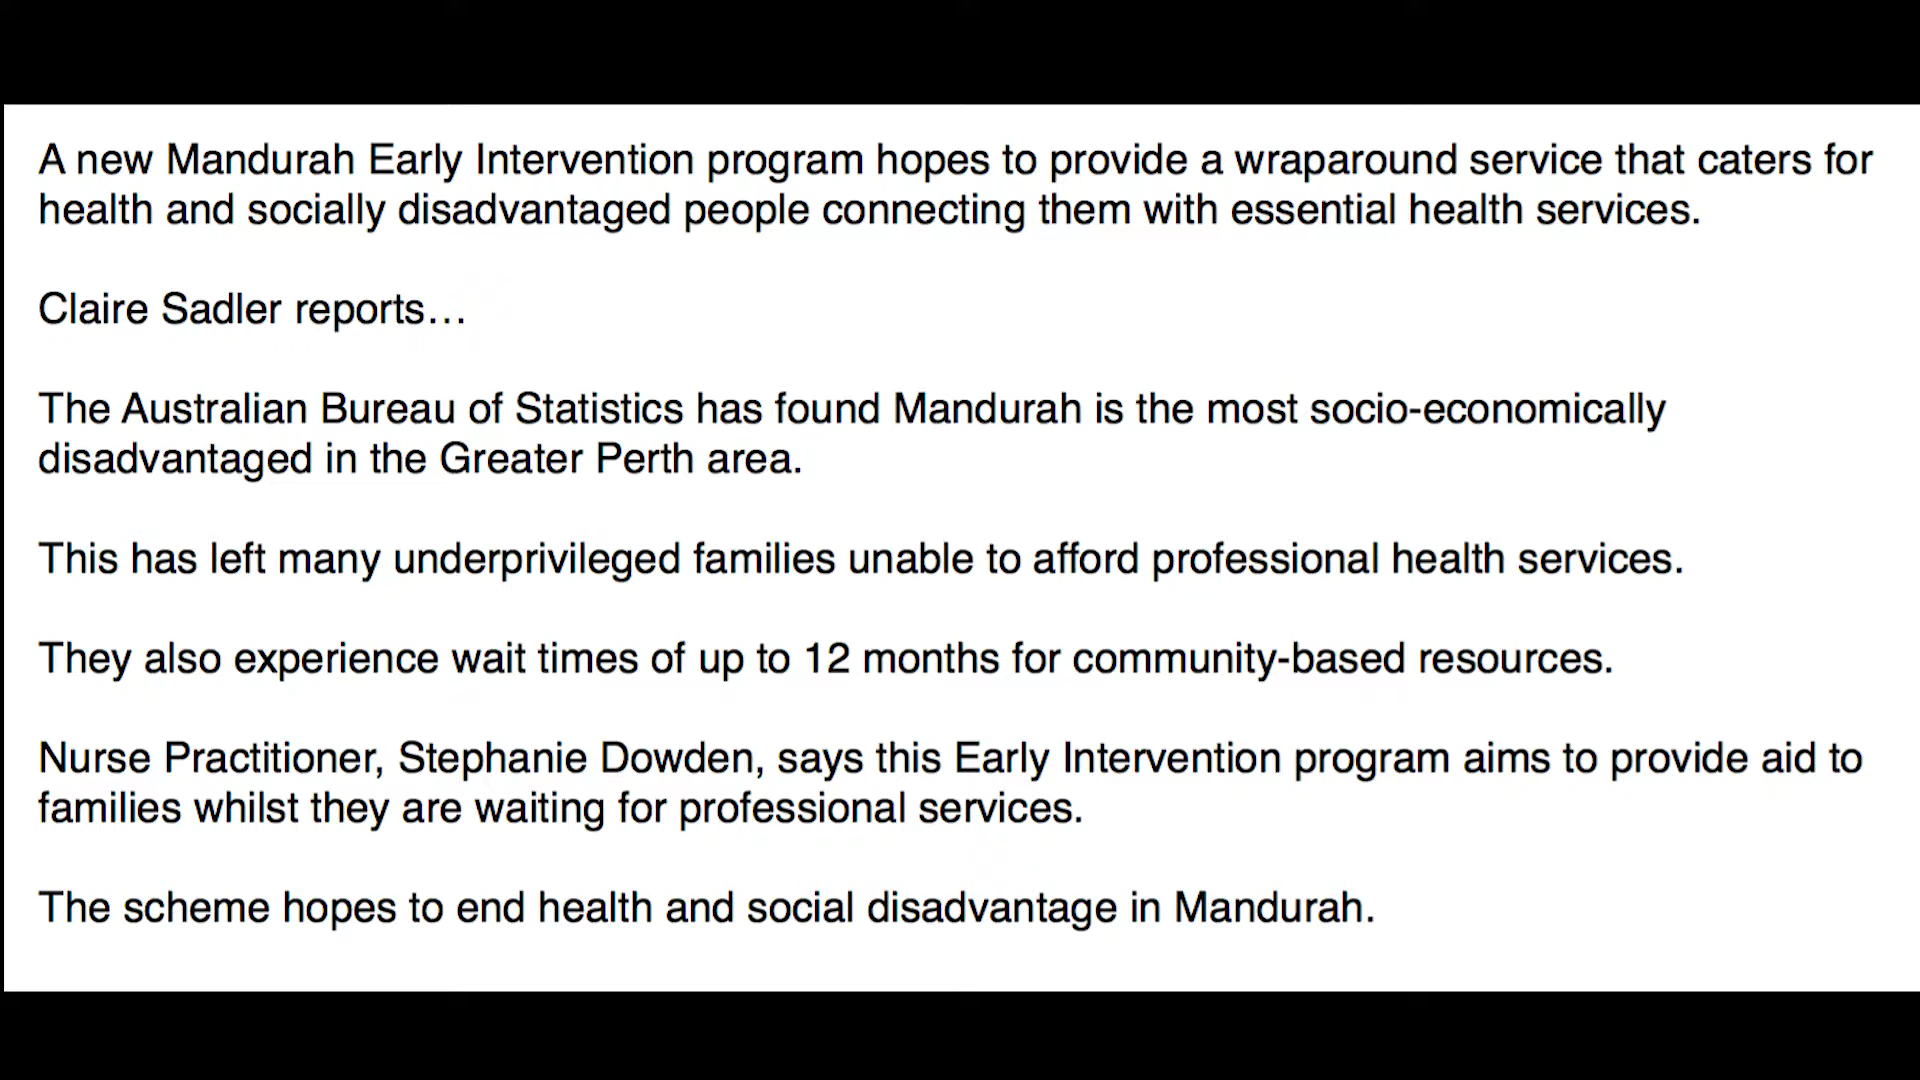 A new Mandurah Early Intervention program hopes to provide a wraparound service that caters for
health and socially disadvantaged people connecting them with essential health services.
Claire Sadler reports…
The Australian Bureau of Statistics has found Mandurah is the most socio-economically
disadvantaged in the Greater Perth area.
This has left many underprivileged families unable to afford professional health services.
They also experience wait times of up to 12 months for community-based resources.
Nurse Practitioner, Stephanie Dowden, says this Early Intervention program aims to provide aid to
families whilst they are waiting for professional services.
The scheme hopes to end health and social disadvantage in Mandurah.